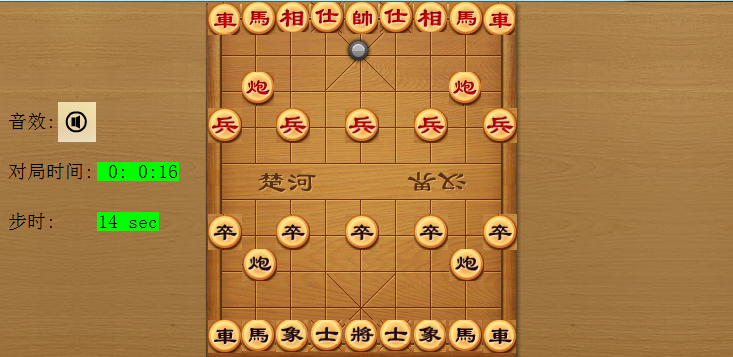 車馬相仕帥仕相馬車
炮 炮
音效:
兵 兵 兵 兵 兵
对局时间: 0: 0:16
楚河 汉界
步时: 14 sec
卒 卒 卒 卒 卒
炮 炮
車馬象士將士象馬車